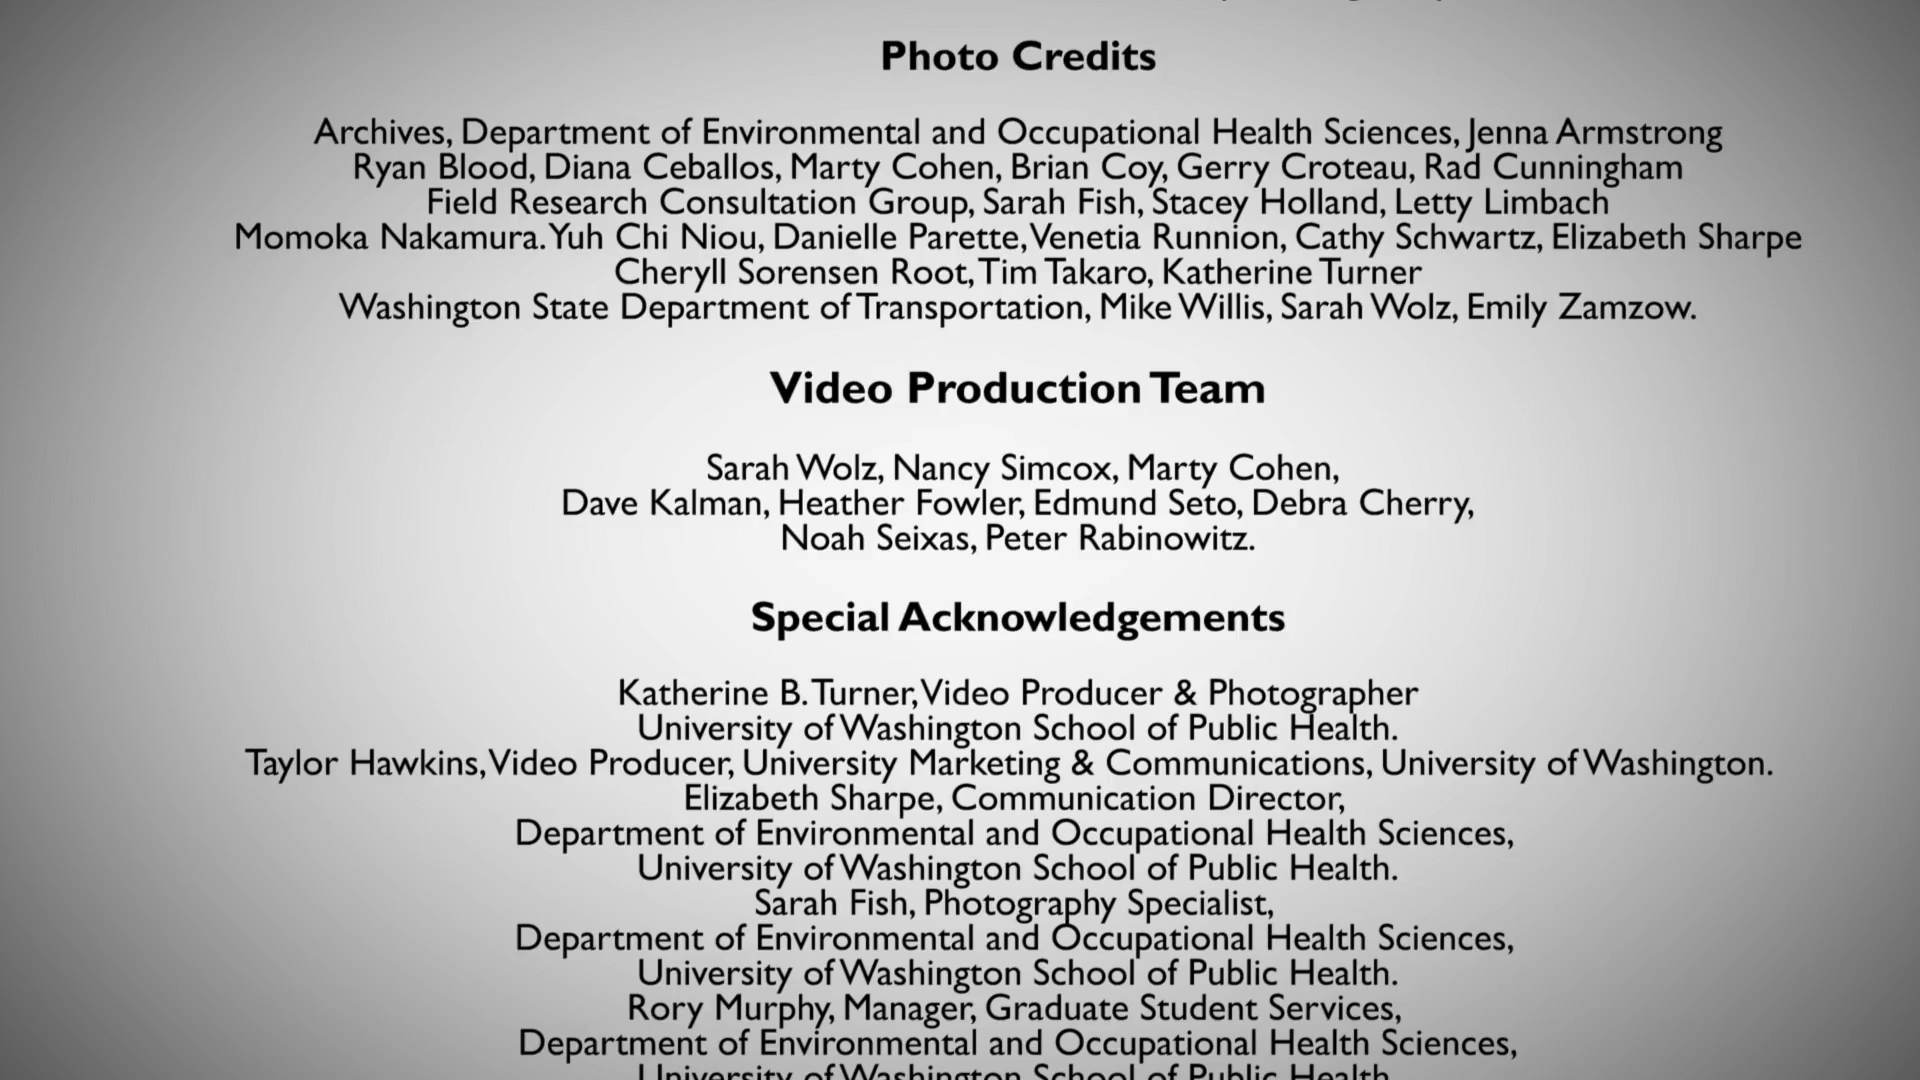 Photo Credits
Archives, Department of Environmental and Occupational Health Sciences, Jenna Armstrong
Ryan Blood, Diana Ceballos, Marty Cohen, Brian Coy, Gerry Croteau, Rad Cunningham
Field Research Consultation Group, Sarah Fish, Stacey Holland, Letty Limbach
Momoka Nakamura. Yuh Chi Niou, Danielle Parette, Venetia Runnion, Cathy Schwartz, Elizabeth Sharpe
Cheryll Sorensen Root, Tim Takaro, Katherine Turner
Washington State Department of Transportation, Mike Willis, Sarah Wolz, Emily Zamzow.
Video Production Team
Sarah Wolz, Nancy Simcox, Marty Cohen,
Dave Kalman, Heather Fowler, Edmund Seto, Debra Cherry,
Noah Seixas, Peter Rabinowitz.
Special Acknowledgements
Katherine B. Turner, Video Producer & Photographer
University of Washington School of Public Health.
Taylor Hawkins, Video Producer, University Marketing & Communications, University of Washington.
Elizabeth Sharpe, Communication Director,
Department of Environmental and Occupational Health Sciences,
University of Washington School of Public Health.
Sarah Fish, Photography Specialist,
Department of Environmental and Occupational Health Sciences,
University of Washington School of Public Health.
Rory Murphy, Manager, Graduate Student Services,
Department of Environmental and Occupational Health Sciences,
University of Washington School of Public Health.